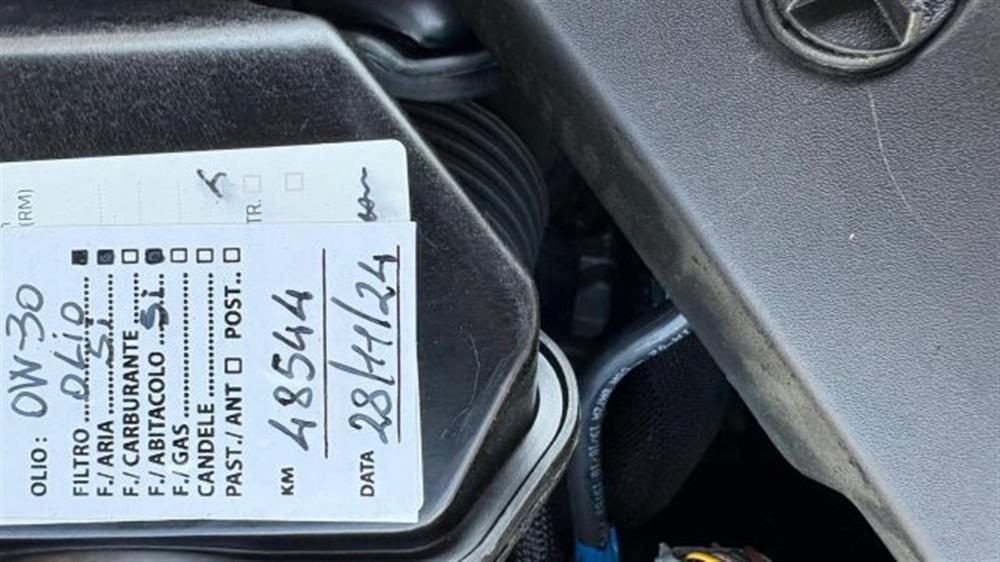 (RM)
TR. □ □
OLIO: 0W-30
FILTRO ..OLIO.. ■
F./ARIA ..Si.. ■
F./CARBURANTE □
F./ABITACOLO ..Si.. ■
F./GAS .......... □
CANDELE .......... □
PAST./ANT □ POST.. □
KM 48544
DATA 28/11/24